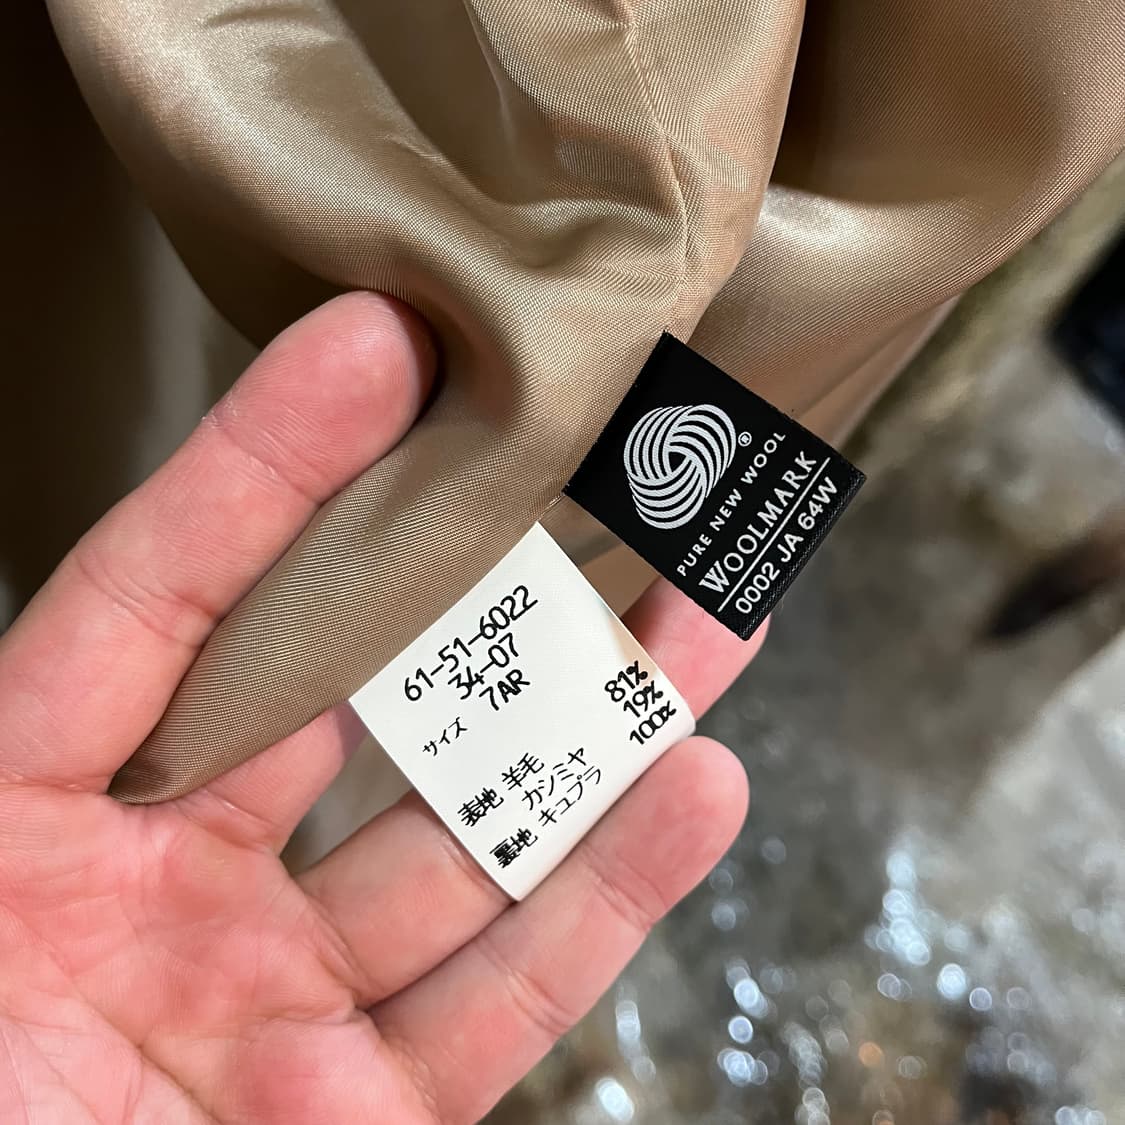 ®
PURE NEW WOOL
WOOLMARK
0002 JA 64W
61-51-6022
34-07
サイズ 7AR
表地 羊毛 81%
カシミヤ 19%
裏地 キュプラ 100%